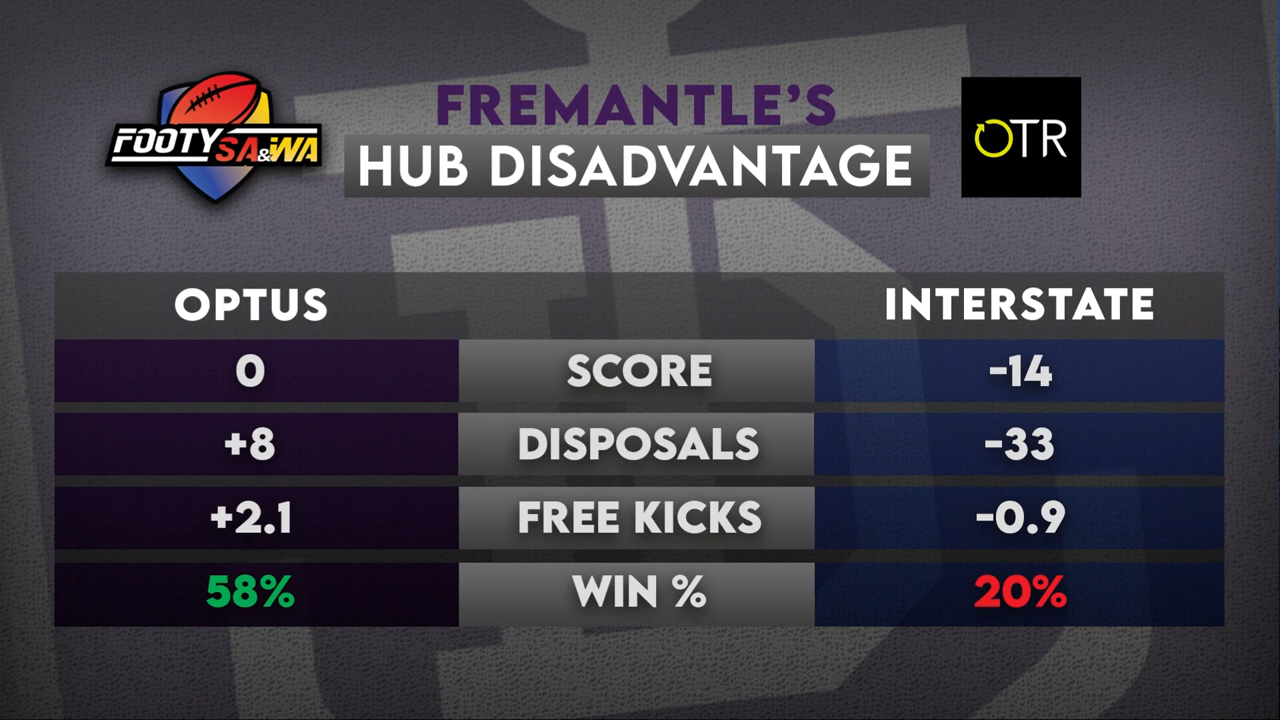 FOOTY
SA&WA
FREMANTLE'S
HUB DISADVANTAGE
OTR
OPTUS INTERSTATE
0 SCORE -14
+8 DISPOSALS -33
+2.1 FREE KICKS -0.9
58% WIN % 20%